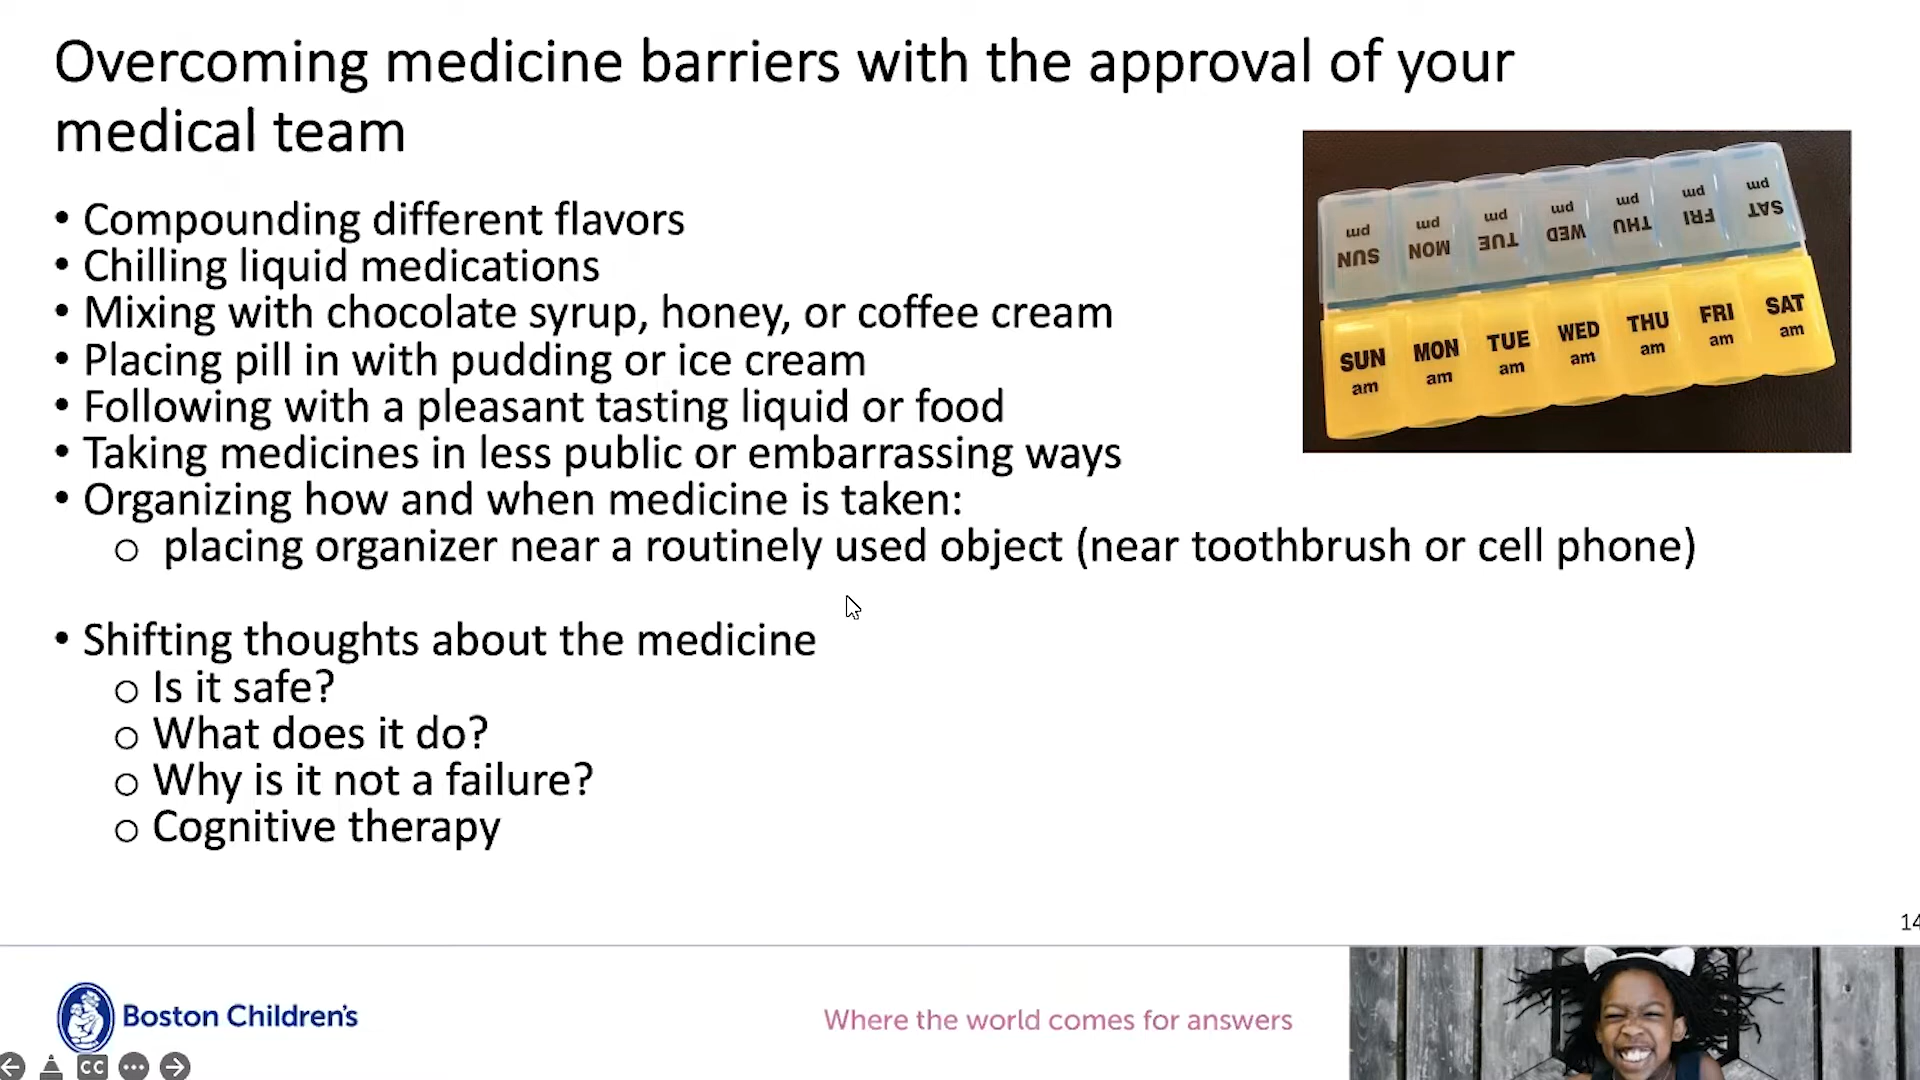 Overcoming medicine barriers with the approval of your
medical team
• Compounding different flavors
• Chilling liquid medications
• Mixing with chocolate syrup, honey, or coffee cream
• Placing pill in with pudding or ice cream
• Following with a pleasant tasting liquid or food
• Taking medicines in less public or embarrassing ways
• Organizing how and when medicine is taken:
o placing organizer near a routinely used object (near toothbrush or cell phone)
• Shifting thoughts about the medicine
o Is it safe?
o What does it do?
o Why is it not a failure?
o Cognitive therapy
pm pm pm pm pm pm pm
SUN MON TUE WED THU FRI SAT
SUN MON TUE WED THU FRI SAT
am am am am am am am
14
Boston Children's
Where the world comes for answers
CC